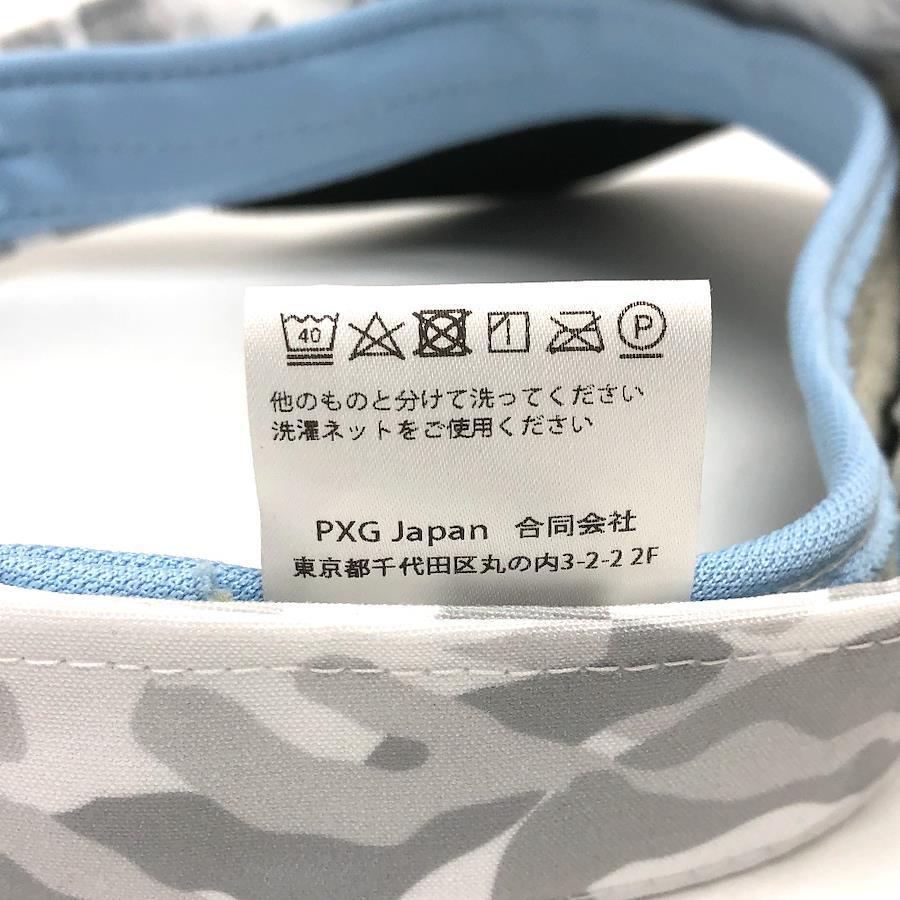 40 P
他のものと分けて洗ってください
洗濯ネットをご使用ください
PXG Japan 合同会社
東京都千代田区丸の内3-2-2 2F